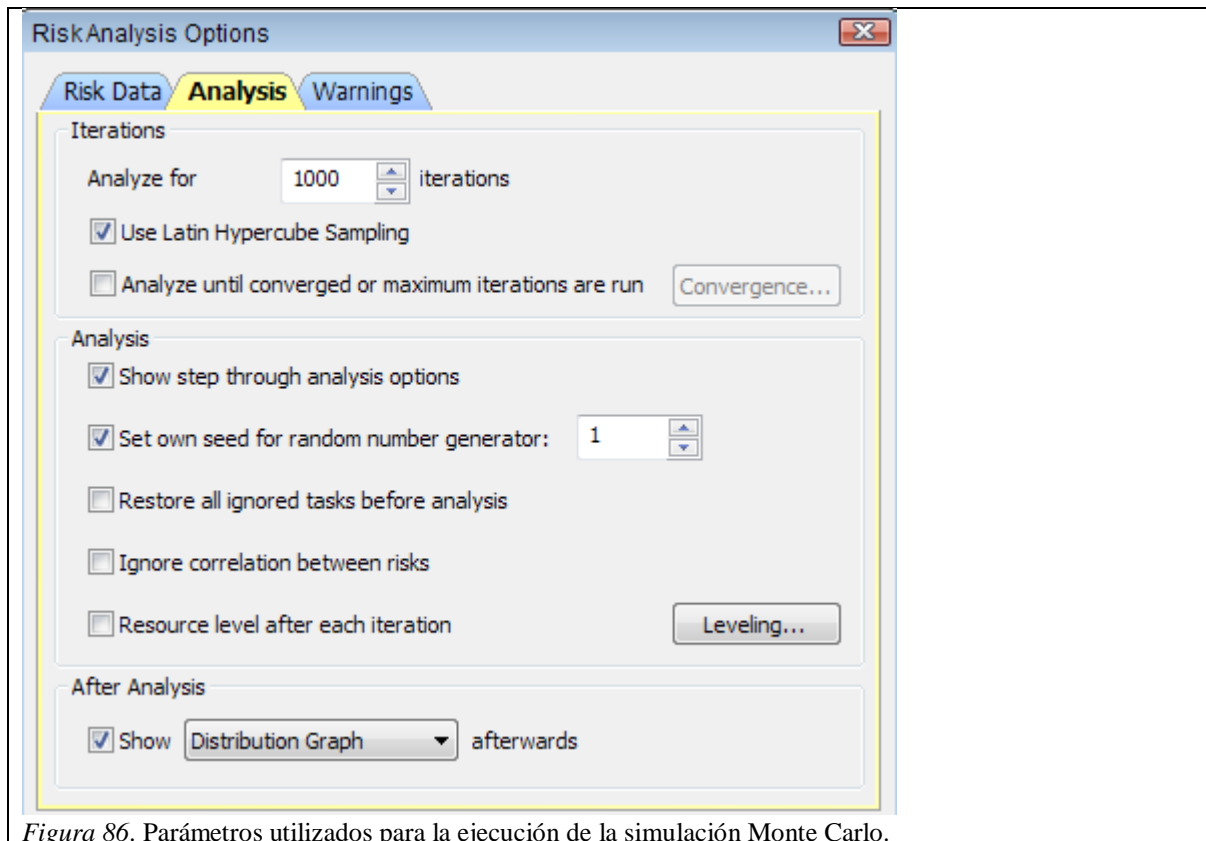 Risk Analysis Options
Risk Data Analysis Warnings
Iterations
Analyze for 1000 iterations
Use Latin Hypercube Sampling
Analyze until converged or maximum iterations are run Convergence...
Analysis
Show step through analysis options
Set own seed for random number generator: 1
Restore all ignored tasks before analysis
Ignore correlation between risks
Resource level after each iteration Leveling...
After Analysis
Show Distribution Graph afterwards
Figura 86. Parámetros utilizados para la ejecución de la simulación Monte Carlo.